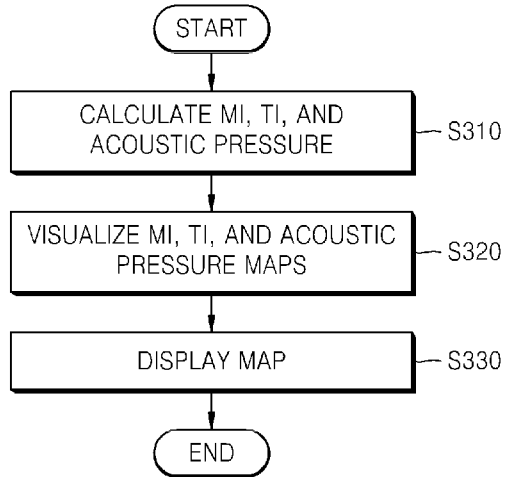 START
CALCULATE MI, TI, AND
ACOUSTIC PRESSURE
S310
VISUALIZE MI, TI, AND ACOUSTIC
PRESSURE MAPS
S320
DISPLAY MAP
S330
END